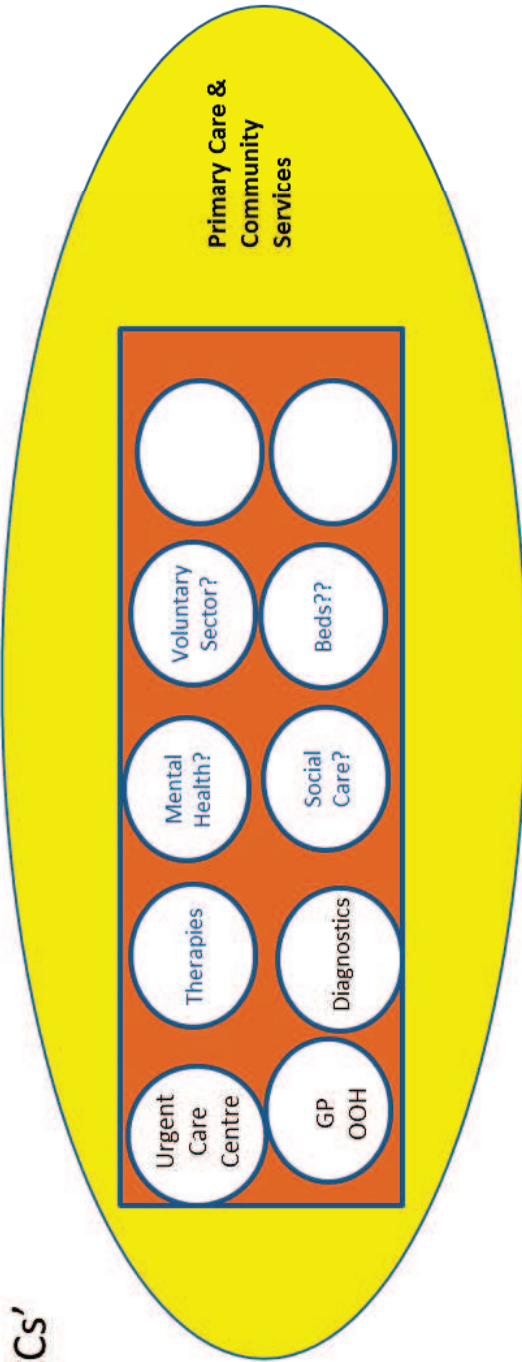 Cs’
Primary Care &
Community
Services
Urgent
Care
Centre
Therapies
Mental
Health?
Voluntary
Sector?
GP
OOH
Diagnostics
Social
Care?
Beds??